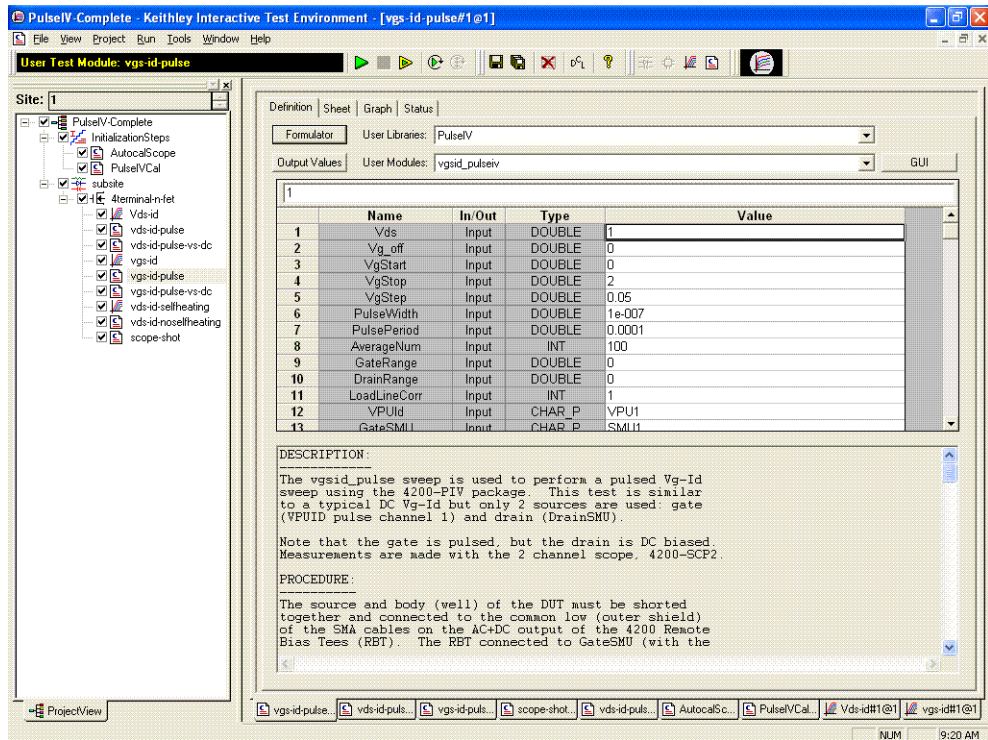 PulseIV-Complete - Keithley Interactive Test Environment - [vgs-id-pulse#1@1]
File View Project Run Tools Window Help
User Test Module: vgs-id-pulse
Site: 1
PulseIV-Complete
InitializationSteps
AutocalScope
PulseIVCal
subsite
4terminal-n-fet
Vds-id
vds-id-pulse
vds-id-pulse-vs-dc
vgs-id
vgs-id-pulse
vgs-id-pulse-vs-dc
vds-id-selfheating
vds-id-noselfheating
scope-shot
ProjectView
Definition Sheet Graph Status
Formulator User Libraries: PulseIV
Output Values User Modules: vgsid_pulseiv GUI
1
Name In/Out Type Value
1 Vds Input DOUBLE 1
2 Vg_off Input DOUBLE 0
3 VgStart Input DOUBLE 0
4 VgStop Input DOUBLE 2
5 VgStep Input DOUBLE 0.05
6 PulseWidth Input DOUBLE 1e-007
7 PulsePeriod Input DOUBLE 0.0001
8 AverageNum Input INT 100
9 GateRange Input DOUBLE 0
10 DrainRange Input DOUBLE 0
11 LoadLineCorr Input INT 1
12 VPUId Input CHAR_P VPU1
13 GateSMU Input CHAR_P SMU1
DESCRIPTION:
------------
The vgsid_pulse sweep is used to perform a pulsed Vg-Id
sweep using the 4200-PIV package. This test is similar
to a typical DC Vg-Id but only 2 sources are used: gate
(VPUID pulse channel 1) and drain (DrainSMU).
Note that the gate is pulsed, but the drain is DC biased.
Measurements are made with the 2 channel scope, 4200-SCP2.
PROCEDURE:
----------
The source and body (well) of the DUT must be shorted
together and connected to the common low (outer shield)
of the SMA cables on the AC+DC output of the 4200 Remote
Bias Tees (RBT). The RBT connected to GateSMU (with the
vgs-id-pulse... vds-id-puls... vgs-id-puls... scope-shot... vds-id-puls... AutocalSc... PulseIVCal... Vds-id#1@1 vgs-id#1@1
NUM 9:20 AM